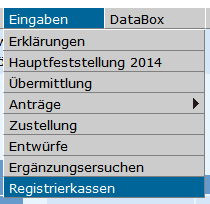 Eingaben DataBox
Erklärungen
Hauptfeststellung 2014
Übermittlung
Anträge
Zustellung
Entwürfe
Ergänzungsersuchen
Registrierkassen